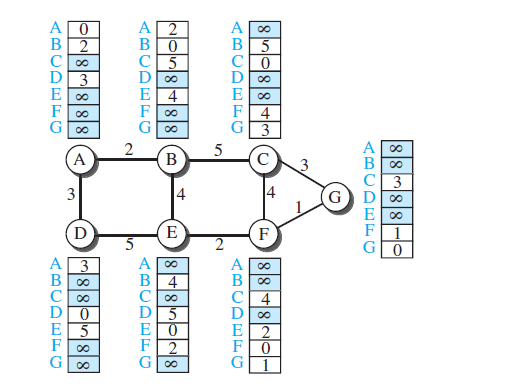 A 0
B 2
C ∞
D 3
E ∞
F ∞
G ∞
A 2
B 0
C 5
D ∞
E 4
F ∞
G ∞
A ∞
B 5
C 0
D ∞
E ∞
F 4
G 3
A 2 B 5 C 3
3 4 4 1 G
D 5 E 2 F
A ∞
B ∞
C 3
D ∞
E ∞
F 1
G 0
A 3
B ∞
C ∞
D 0
E 5
F ∞
G ∞
A ∞
B 4
C ∞
D 5
E 0
F 2
G ∞
A ∞
B ∞
C 4
D ∞
E 2
F 0
G 1